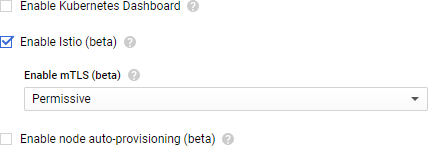 Enable Kubernetes Dashboard
Enable Istio (beta)
Enable mTLS (beta)
Permissive
Enable node auto-provisioning (beta)